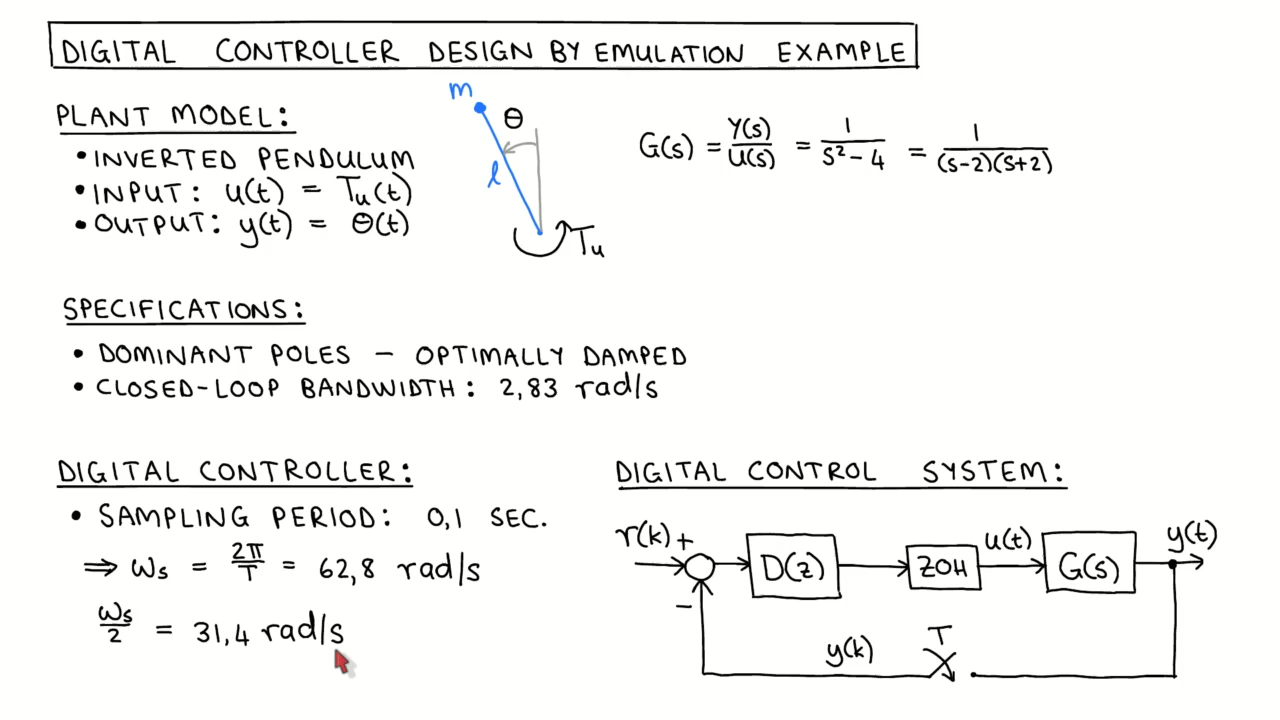 DIGITAL CONTROLLER DESIGN BY EMULATION EXAMPLE
PLANT MODEL:
• INVERTED PENDULUM
• INPUT: u(t) = Tu(t)
• OUTPUT: y(t) = θ(t)
m
θ
l
Tu
G(s) = Y(s)/U(s) = 1/(s² – 4) = 1/((s-2)(s+2))
SPECIFICATIONS:
• DOMINANT POLES – OPTIMALLY DAMPED
• CLOSED-LOOP BANDWIDTH: 2,83 rad/s
DIGITAL CONTROLLER:
• SAMPLING PERIOD: 0,1 SEC.
⇒ ωs = 2π/T = 62,8 rad/s
ωs/2 = 31,4 rad/s
DIGITAL CONTROL SYSTEM:
r(k) + D(z) ZOH u(t) G(s) y(t)
–
y(k) T